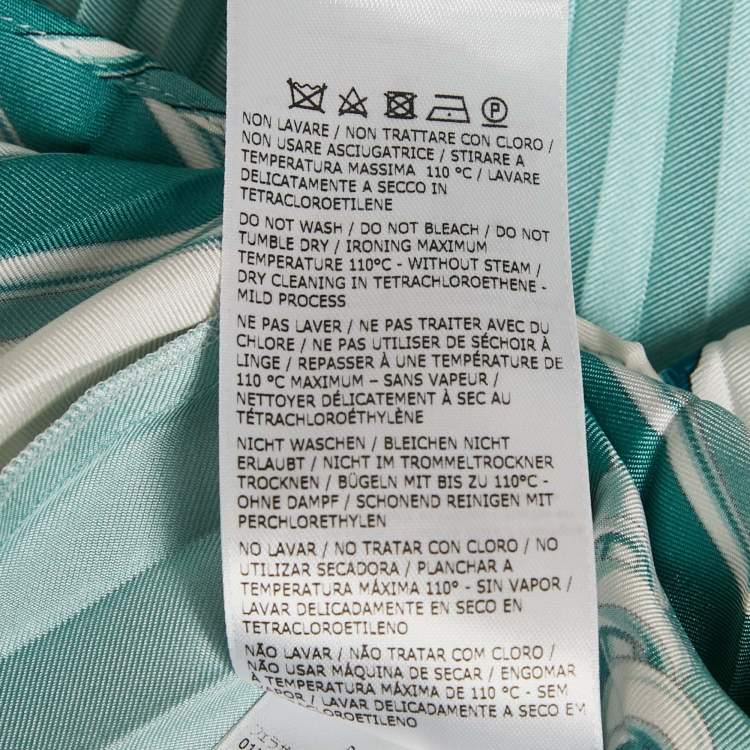 NON LAVARE / NON TRATTARE CON CLORO /
NON USARE ASCIUGATRICE / STIRARE A
TEMPERATURA MASSIMA 110 °C / LAVARE
DELICATAMENTE A SECCO IN
TETRACLOROETILENE
DO NOT WASH / DO NOT BLEACH / DO NOT
TUMBLE DRY / IRONING MAXIMUM
TEMPERATURE 110°C - WITHOUT STEAM /
DRY CLEANING IN TETRACHLOROETHENE -
MILD PROCESS
NE PAS LAVER / NE PAS TRAITER AVEC DU
CHLORE / NE PAS UTILISER DE SÉCHOIR À
LINGE / REPASSER À UNE TEMPÉRATURE DE
110 °C MAXIMUM – SANS VAPEUR /
NETTOYER DÉLICATEMENT À SEC AU
TÉTRACHLOROÉTHYLÈNE
NICHT WASCHEN / BLEICHEN NICHT
ERLAUBT / NICHT IM TROMMELTROCKNER
TROCKNEN / BÜGELN MIT BIS ZU 110°C -
OHNE DAMPF / SCHONEND REINIGEN MIT
PERCHLORETHYLEN
NO LAVAR / NO TRATAR CON CLORO / NO
UTILIZAR SECADORA / PLANCHAR A
TEMPERATURA MÁXIMA 110° - SIN VAPOR /
LAVAR DELICADAMENTE EN SECO EN
TETRACLOROETILENO
NÃO LAVAR / NÃO TRATAR COM CLORO /
NÃO USAR MÁQUINA DE SECAR / ENGOMAR
A TEMPERATURA MÁXIMA DE 110 °C - SEM
VAPOR / LAVAR DELICADAMENTE A SECO EM
CLOROETILENO